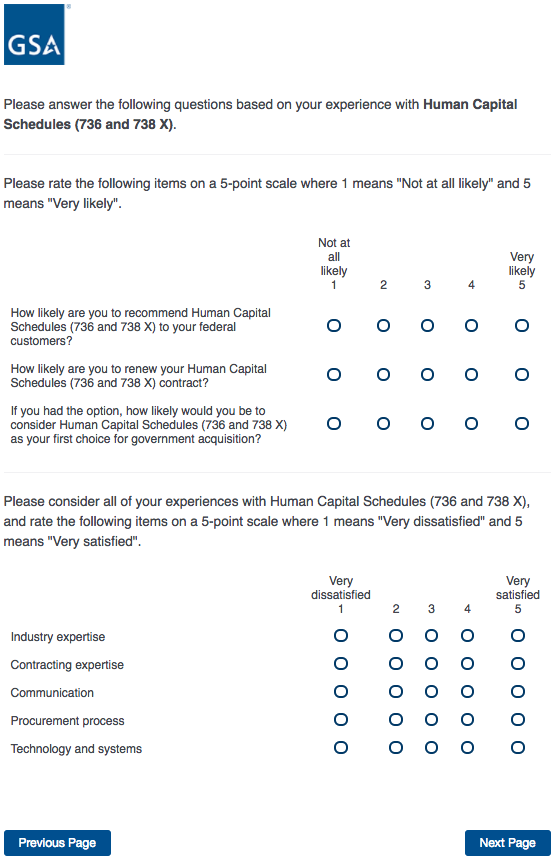 GSA
Please answer the following questions based on your experience with Human Capital
Schedules (736 and 738 X).
Please rate the following items on a 5-point scale where 1 means "Not at all likely" and 5
means "Very likely".
Not at
all
likely
1
2
3
4
Very
likely
5
How likely are you to recommend Human Capital
Schedules (736 and 738 X) to your federal
customers?
How likely are you to renew your Human Capital
Schedules (736 and 738 X) contract?
If you had the option, how likely would you be to
consider Human Capital Schedules (736 and 738 X)
as your first choice for government acquisition?
Please consider all of your experiences with Human Capital Schedules (736 and 738 X),
and rate the following items on a 5-point scale where 1 means "Very dissatisfied" and 5
means "Very satisfied".
Very
dissatisfied
1
2
3
4
Very
satisfied
5
Industry expertise
Contracting expertise
Communication
Procurement process
Technology and systems
Previous Page
Next Page